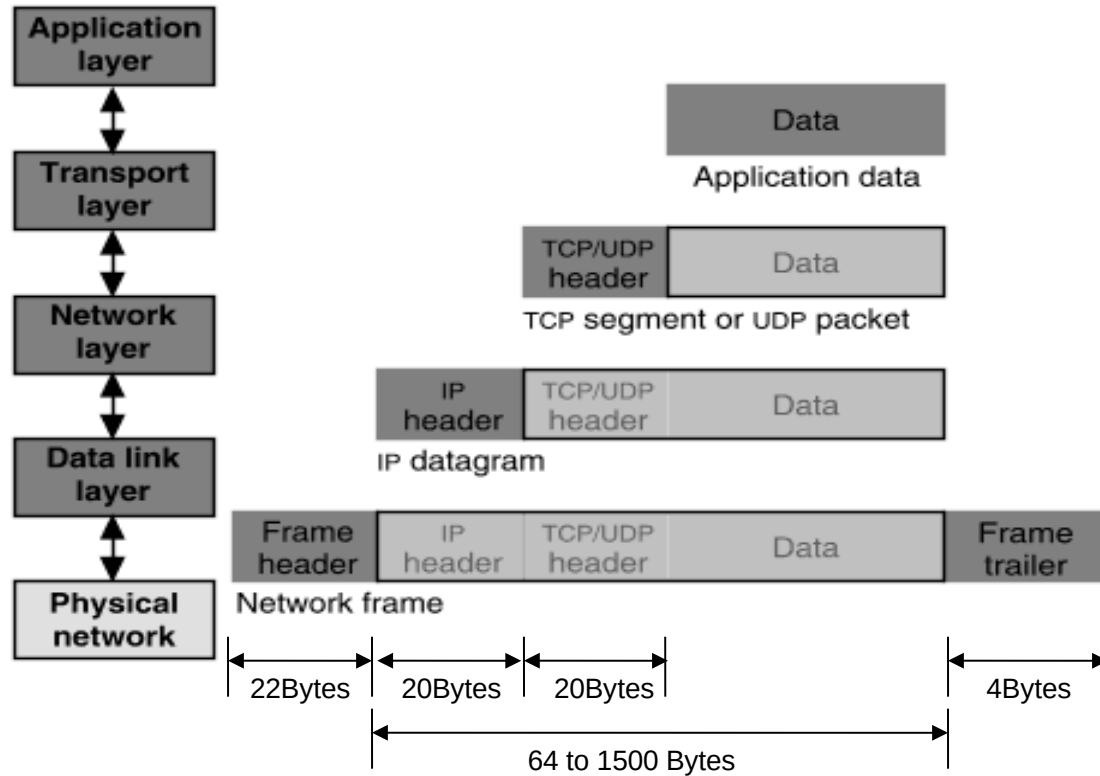 Application
layer
Data
Application data
Transport
layer
TCP/UDP
header
Data
TCP segment or UDP packet
Network
layer
IP
header
TCP/UDP
header
Data
IP datagram
Data link
layer
Frame
header
IP
header
TCP/UDP
header
Data
Frame
trailer
Network frame
Physical
network
22Bytes
20Bytes
20Bytes
4Bytes
64 to 1500 Bytes